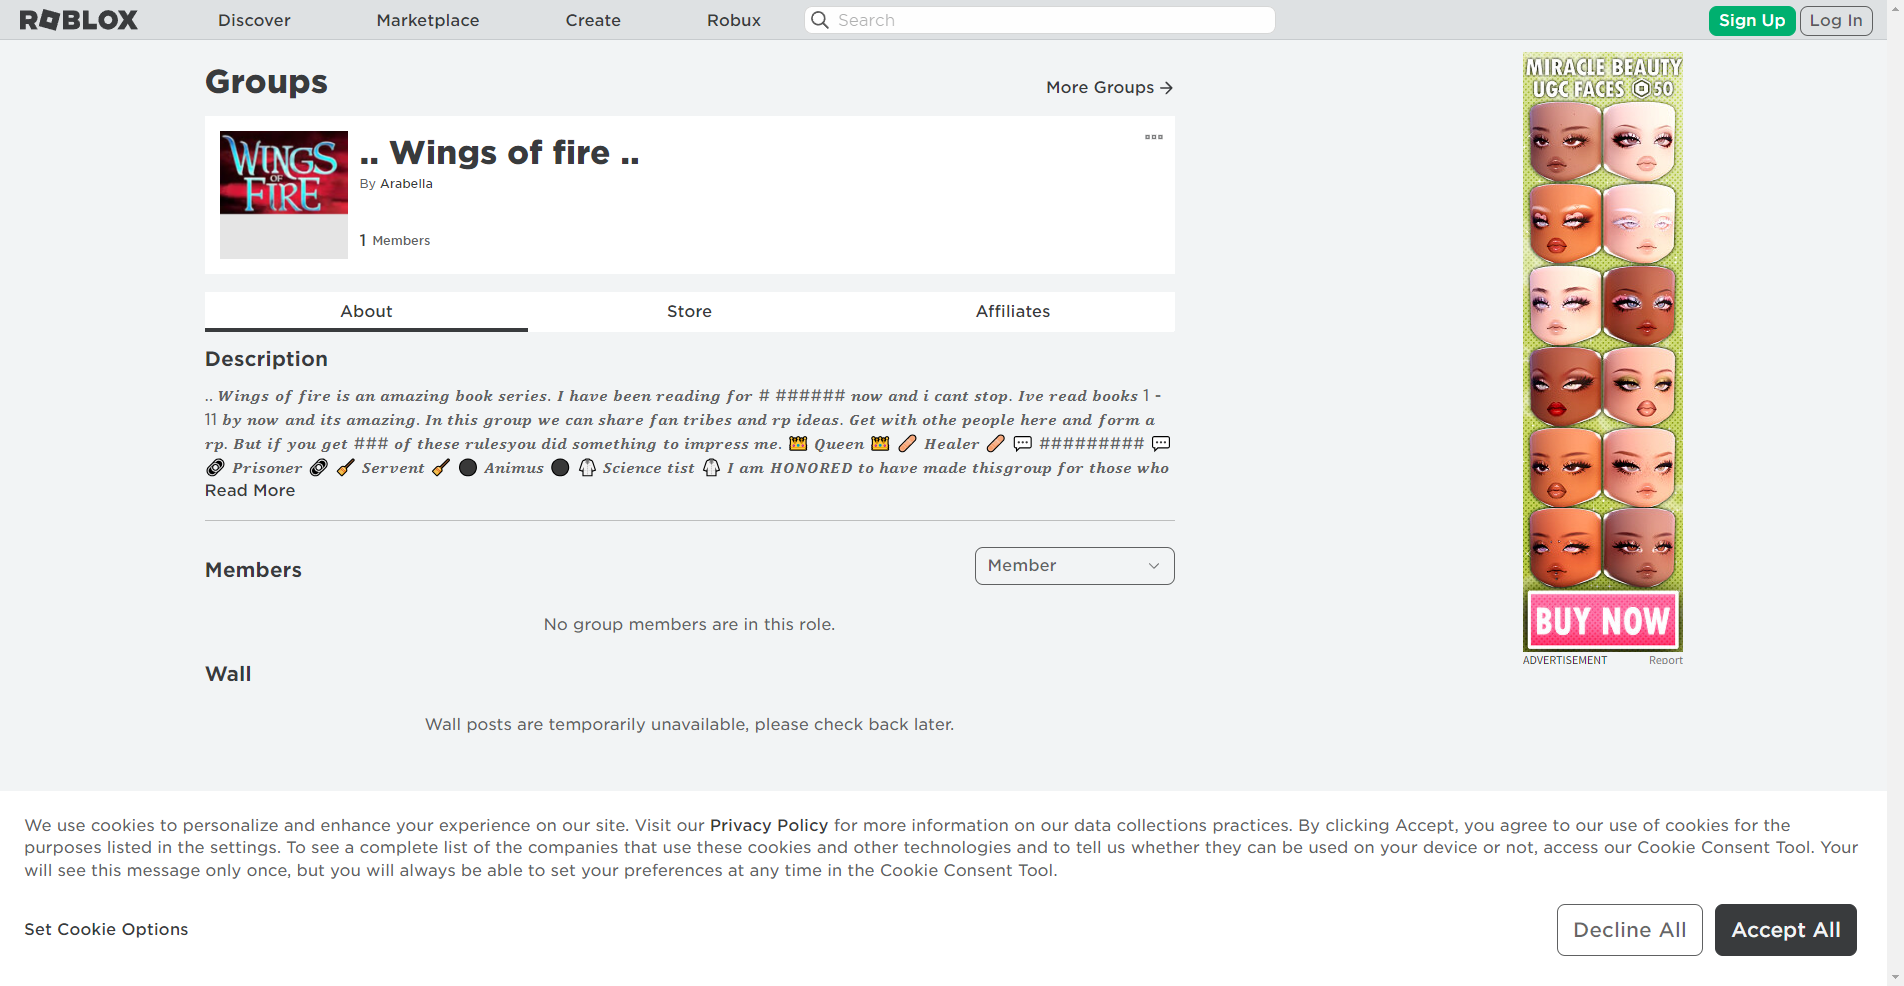 ROBLOX
Discover
Marketplace
Create
Robux
Search
Sign Up
Log In
Groups
More Groups →
WINGS
OF
FIRE
.. Wings of fire ..
By Arabella
1 Members
About
Store
Affiliates
Description
.. Wings of fire is an amazing book series. I have been reading for # ###### now and i cant stop. Ive read books 1 -
11 by now and its amazing. In this group we can share fan tribes and rp ideas. Get with othe people here and form a
rp. But if you get ### of these rulesyou did something to impress me. 👑 Queen 👑 🩹 Healer 🩹 💬 ######### 💬
Prisoner 🧹 Servent 🧹 ⚫ Animus ⚫ 🥼 Science tist 🥼 I am HONORED to have made thisgroup for those who
Read More
Members
Member
No group members are in this role.
Wall
Wall posts are temporarily unavailable, please check back later.
MIRACLE BEAUTY
UGC FACES 50
BUY NOW
ADVERTISEMENT
Report
We use cookies to personalize and enhance your experience on our site. Visit our Privacy Policy for more information on our data collections practices. By clicking Accept, you agree to our use of cookies for the
purposes listed in the settings. To see a complete list of the companies that use these cookies and other technologies and to tell us whether they can be used on your device or not, access our Cookie Consent Tool. Your
will see this message only once, but you will always be able to set your preferences at any time in the Cookie Consent Tool.
Set Cookie Options
Decline All
Accept All